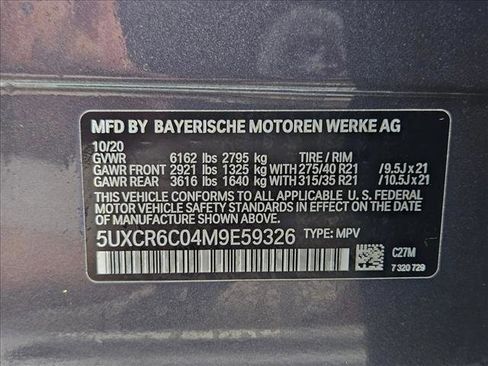 MFD BY BAYERISCHE MOTOREN WERKE AG
10/20
GVWR 6162 lbs 2795 kg TIRE / RIM
GAWR FRONT 2921 lbs 1325 kg WITH 275/40 R21 /9.5J x 21
GAWR REAR 3616 lbs 1640 kg WITH 315/35 R21 /10.5J x 21
THIS VEHICLE CONFORMS TO ALL APPLICABLE U.S. FEDERAL
MOTOR VEHICLE SAFETY STANDARDS IN EFFECT ON
THE DATE OF MANUFACTURE SHOWN ABOVE.
5UXCR6C04M9E59326 TYPE: MPV
C27M
7 320 729